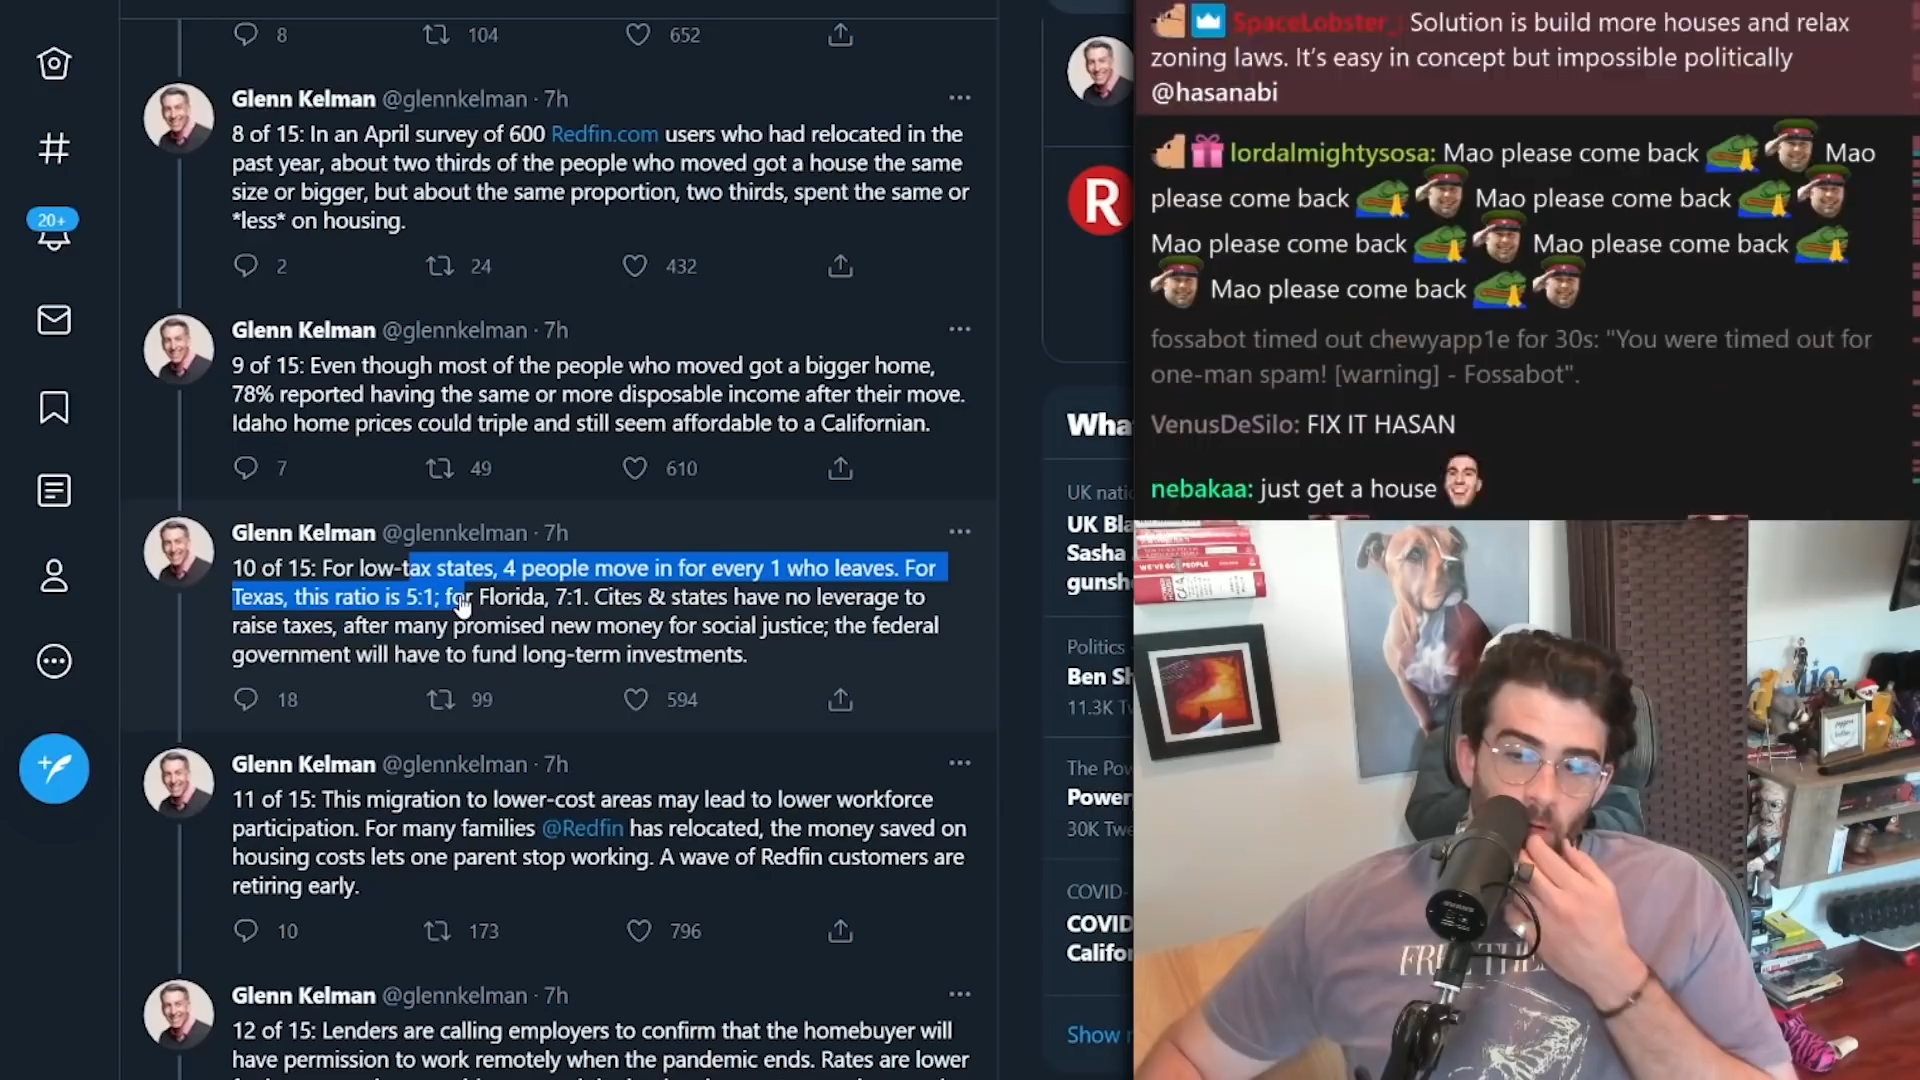 8 104 652
Glenn Kelman @glennkelman · 7h
8 of 15: In an April survey of 600 Redfin.com users who had relocated in the
past year, about two thirds of the people who moved got a house the same
size or bigger, but about the same proportion, two thirds, spent the same or
*less* on housing.
2 24 432
Glenn Kelman @glennkelman · 7h
9 of 15: Even though most of the people who moved got a bigger home,
78% reported having the same or more disposable income after their move.
Idaho home prices could triple and still seem affordable to a Californian.
7 49 610
Glenn Kelman @glennkelman · 7h
10 of 15: For low-tax states, 4 people move in for every 1 who leaves. For
Texas, this ratio is 5:1; for Florida, 7:1. Cites & states have no leverage to
raise taxes, after many promised new money for social justice; the federal
government will have to fund long-term investments.
18 99 594
Glenn Kelman @glennkelman · 7h
11 of 15: This migration to lower-cost areas may lead to lower workforce
participation. For many families @Redfin has relocated, the money saved on
housing costs lets one parent stop working. A wave of Redfin customers are
retiring early.
10 173 796
Glenn Kelman @glennkelman · 7h
12 of 15: Lenders are calling employers to confirm that the homebuyer will
have permission to work remotely when the pandemic ends. Rates are lower
20+
R
Wha
UK nati
UK Bla
Sasha
gunsh
Politics
Ben Sh
11.3K Tw
The Pow
Power
30K Twe
COVID-
COVID
Califor
Show
SpaceLobster_: Solution is build more houses and relax
zoning laws. It's easy in concept but impossible politically
@hasanabi
lordalmightysosa: Mao please come back Mao
please come back Mao please come back
Mao please come back Mao please come back
Mao please come back
fossabot timed out chewyapp1e for 30s: "You were timed out for
one-man spam! [warning] - Fossabot".
VenusDeSilo: FIX IT HASAN
nebakaa: just get a house